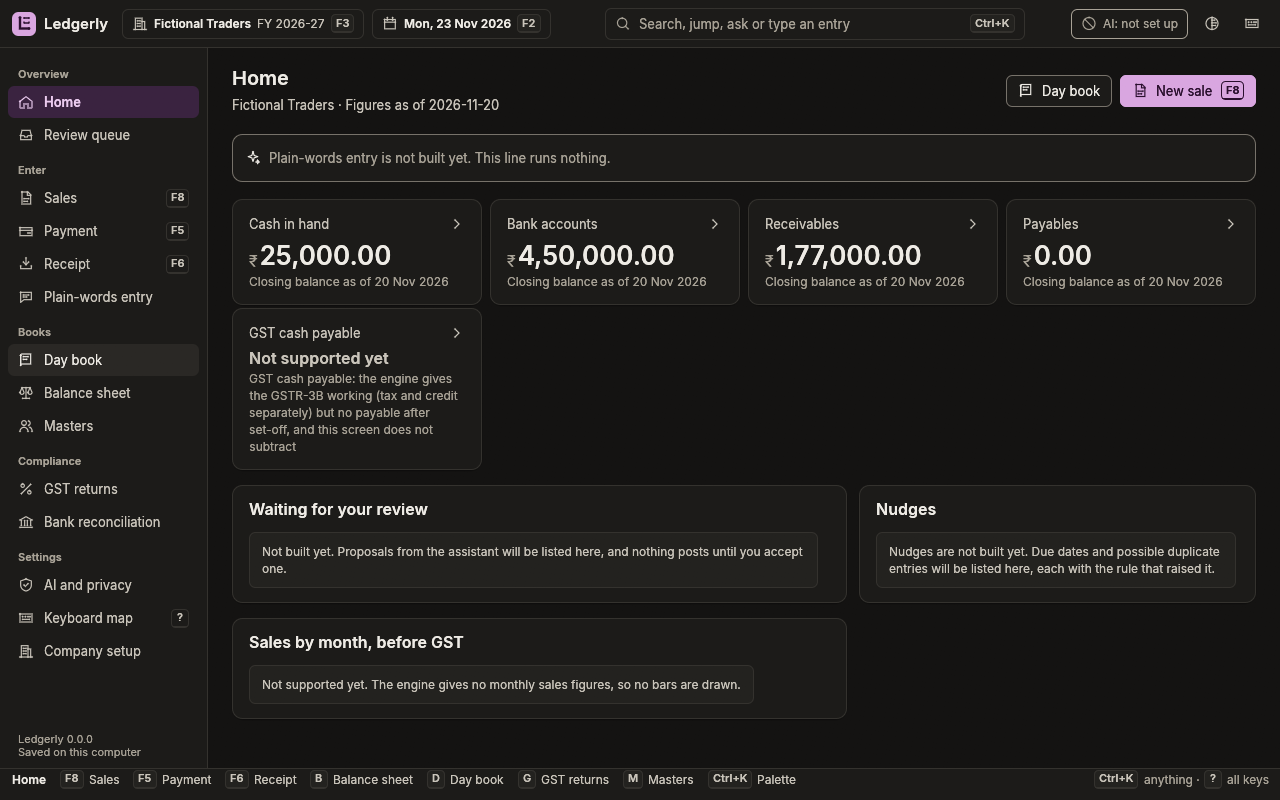 Ledgerly
Fictional Traders FY 2026-27 F3
Mon, 23 Nov 2026 F2
Search, jump, ask or type an entry Ctrl+K
AI: not set up
Overview
Home
Review queue
Enter
Sales F8
Payment F5
Receipt F6
Plain-words entry
Books
Day book
Balance sheet
Masters
Compliance
GST returns
Bank reconciliation
Settings
AI and privacy
Keyboard map ?
Company setup
Ledgerly 0.0.0
Saved on this computer
Home
Fictional Traders · Figures as of 2026-11-20
Day book
New sale F8
Plain-words entry is not built yet. This line runs nothing.
Cash in hand
₹25,000.00
Closing balance as of 20 Nov 2026
Bank accounts
₹4,50,000.00
Closing balance as of 20 Nov 2026
Receivables
₹1,77,000.00
Closing balance as of 20 Nov 2026
Payables
₹0.00
Closing balance as of 20 Nov 2026
GST cash payable
Not supported yet
GST cash payable: the engine gives
the GSTR-3B working (tax and credit
separately) but no payable after
set-off, and this screen does not
subtract
Waiting for your review
Not built yet. Proposals from the assistant will be listed here, and nothing posts until you accept
one.
Nudges
Nudges are not built yet. Due dates and possible duplicate
entries will be listed here, each with the rule that raised it.
Sales by month, before GST
Not supported yet. The engine gives no monthly sales figures, so no bars are drawn.
Home F8 Sales F5 Payment F6 Receipt B Balance sheet D Day book G GST returns M Masters Ctrl+K Palette
Ctrl+K anything · ? all keys